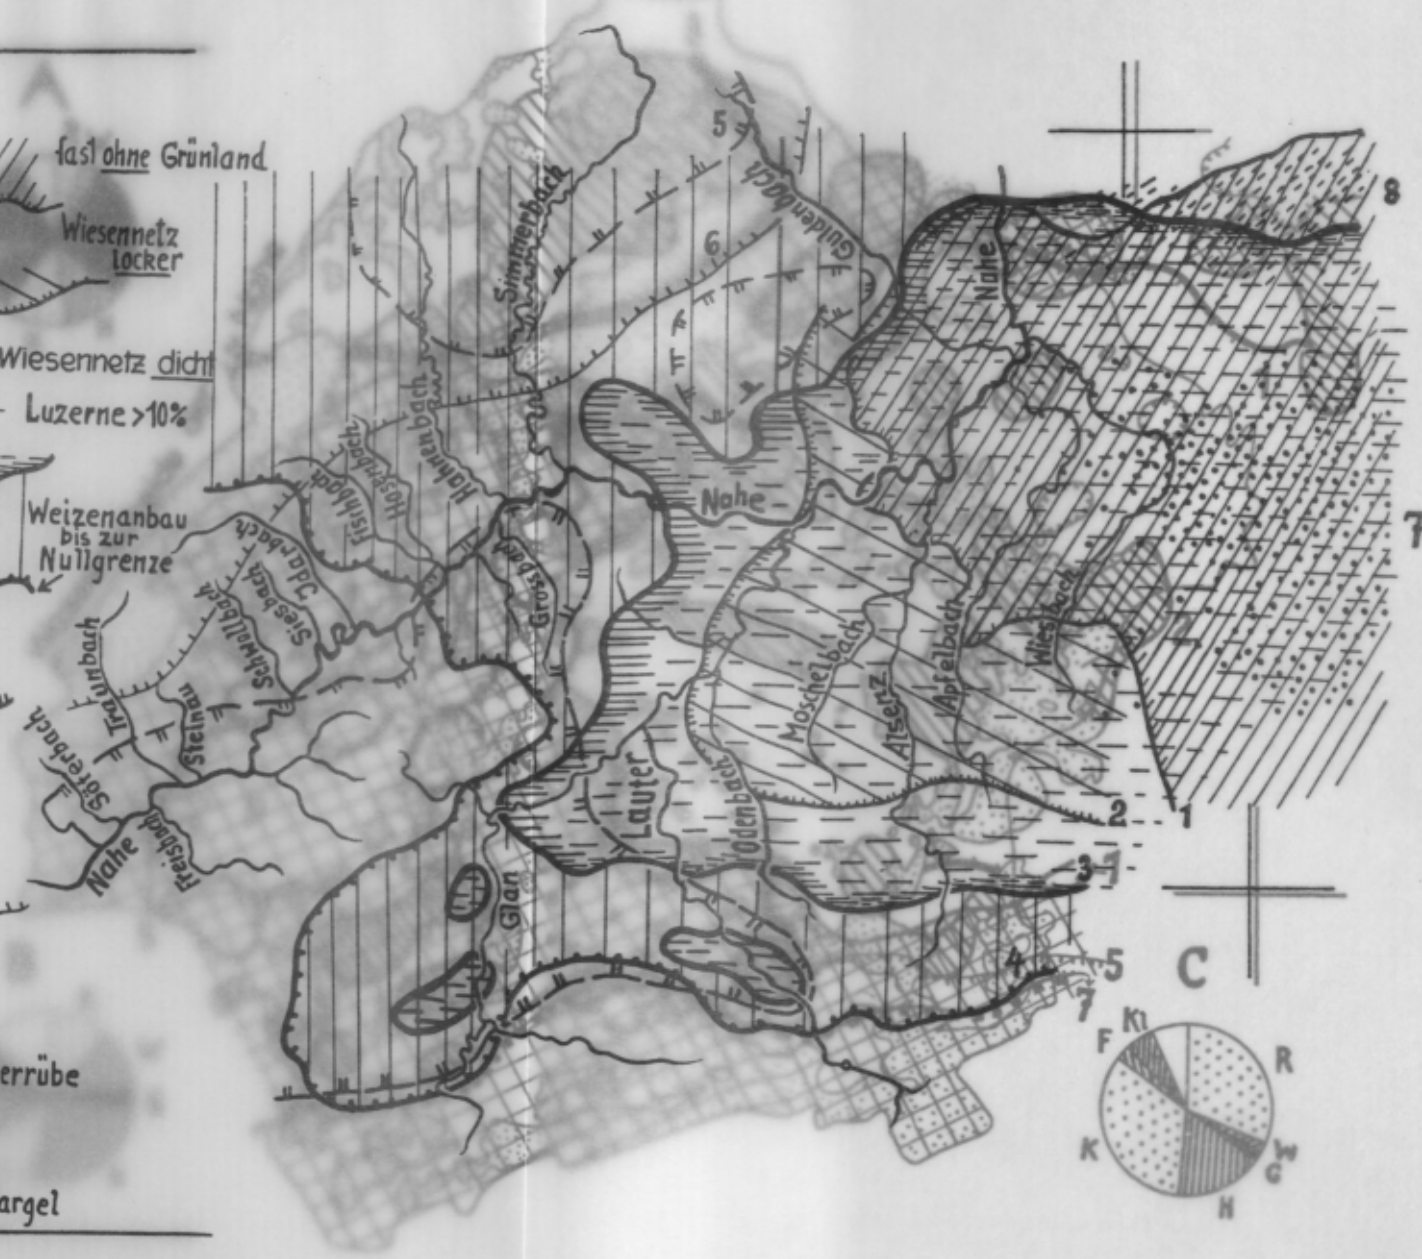 fast ohne Grünland
Wiesennetz
locker
Wiesennetz dicht
Luzerne >10%
Weizenanbau
bis zur
Nullgrenze
errübe
argel
5
6
8
7
Simmerbach
Guldenbach
Nahe
Hahnenbach
Hosenbach
Fischbach
Nahe
Idarbach
Siesbach
Schwollbach
Grossbach
Traunbach
Steinau
Söterbach
Nahe
Freisbach
Glan
Lauter
Odenbach
Moschelbach
Alsenz
Apfelbach
Wiesbach
2
1
3
4
5
7
C
Kl
F
R
K
W
G
H